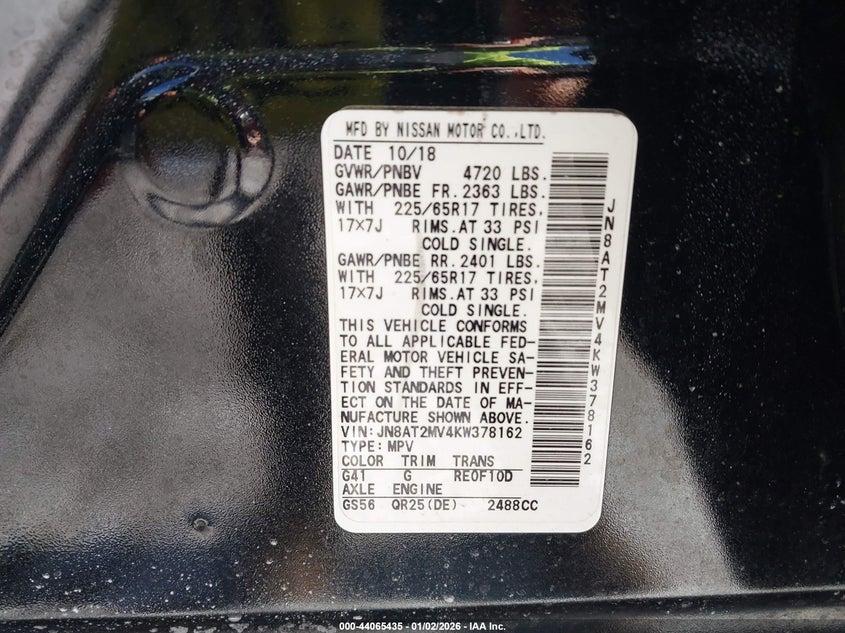 MFD BY NISSAN MOTOR CO.,LTD.
DATE 10/18
GVWR/PNBV 4720 LBS.
GAWR/PNBE FR. 2363 LBS.
WITH 225/65R17 TIRES,
17×7J RIMS.AT 33 PSI
COLD SINGLE.
GAWR/PNBE RR. 2401 LBS.
WITH 225/65R17 TIRES,
17×7J RIMS.AT 33 PSI
COLD SINGLE.
THIS VEHICLE CONFORMS
TO ALL APPLICABLE FED-
ERAL MOTOR VEHICLE SA-
FETY AND THEFT PREVEN-
TION STANDARDS IN EFF-
ECT ON THE DATE OF MA-
NUFACTURE SHOWN ABOVE.
VIN: JN8AT2MV4KW378162
TYPE: MPV
COLOR TRIM TRANS
G41 G RE0F10D
AXLE ENGINE
GS56 QR25(DE) 2488CC
JN8AT2MV4KW378162
000-44065435 - 01/02/2026 - IAA Inc.